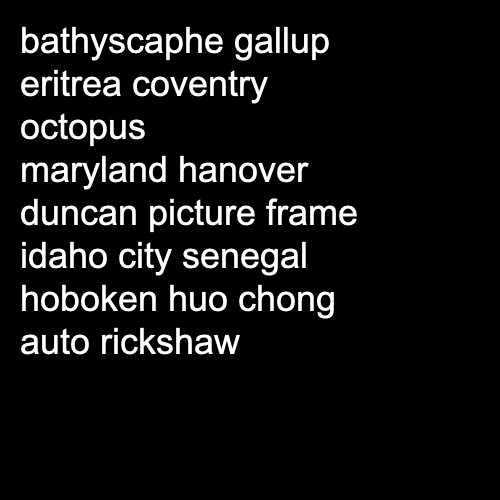 bathyscaphe gallup
eritrea coventry
octopus
maryland hanover
duncan picture frame
idaho city senegal
hoboken huo chong
auto rickshaw